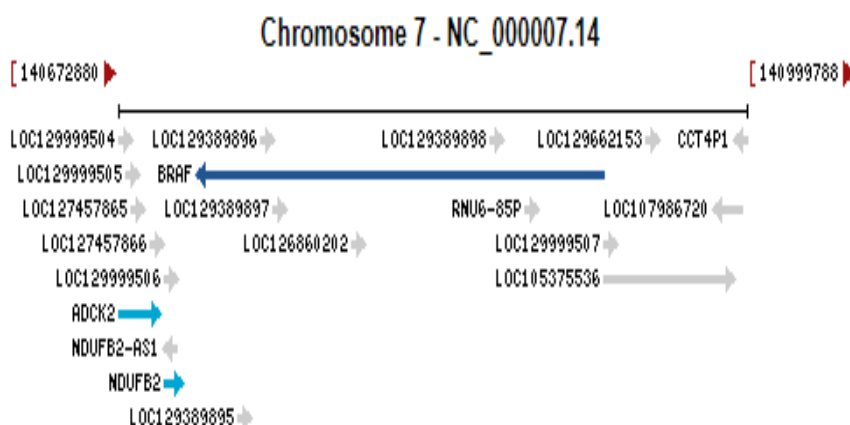 Chromosome 7 - NC_000007.14
[ 140672880 [ 140999788
LOC129999504 LOC129389896 LOC129389898 LOC129662153 CCT4P1
LOC129999505 BRAF
LOC127457865 LOC129389897 RNU6-85P LOC107986720
LOC127457866 LOC126860202 LOC129999507
LOC129999506 LOC105375536
ADCK2
NDUFB2-AS1
NDUFB2
LOC129389895